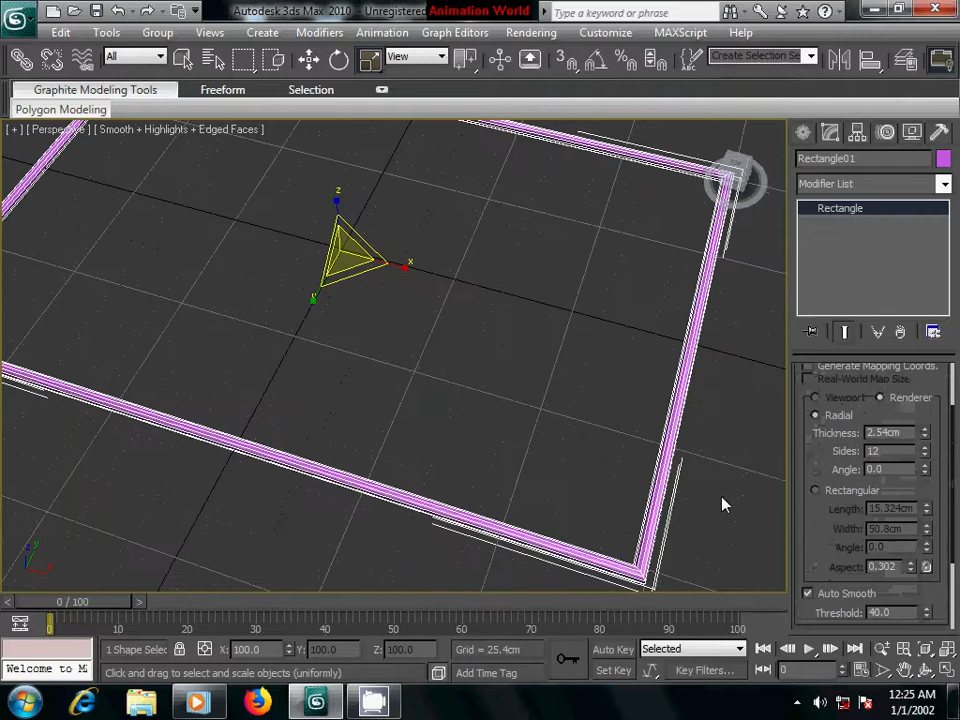 Autodesk 3ds Max 2010 - Unregistered
Animation World
Type a keyword or phrase
Edit Tools Group Views Create Modifiers Animation Graph Editors Rendering Customize MAXScript Help
All View Create Selection Se
Graphite Modeling Tools Freeform Selection
Polygon Modeling
[ + ] [ Perspective ] [ Smooth + Highlights + Edged Faces ]
Rectangle01
Modifier List
Rectangle
z
x
y
Generate Mapping Coords.
Real-World Map Size
Viewport Renderer
Radial
Thickness: 2.54cm
Sides: 12
Angle: 0.0
Rectangular
Length: 15.324cm
Width: 50.8cm
Angle: 0.0
Aspect: 0.302
Auto Smooth
Threshold: 40.0
< 0 / 100 >
0 10 20 30 40 50 60 70 80 90 100
1 Shape Selec X: 100.0 Y: 100.0 Z: 100.0 Grid = 25.4cm Auto Key Selected
Welcome to M Click and drag to select and scale objects (uniformly) Add Time Tag Set Key Key Filters... 0
12:25 AM
1/1/2002